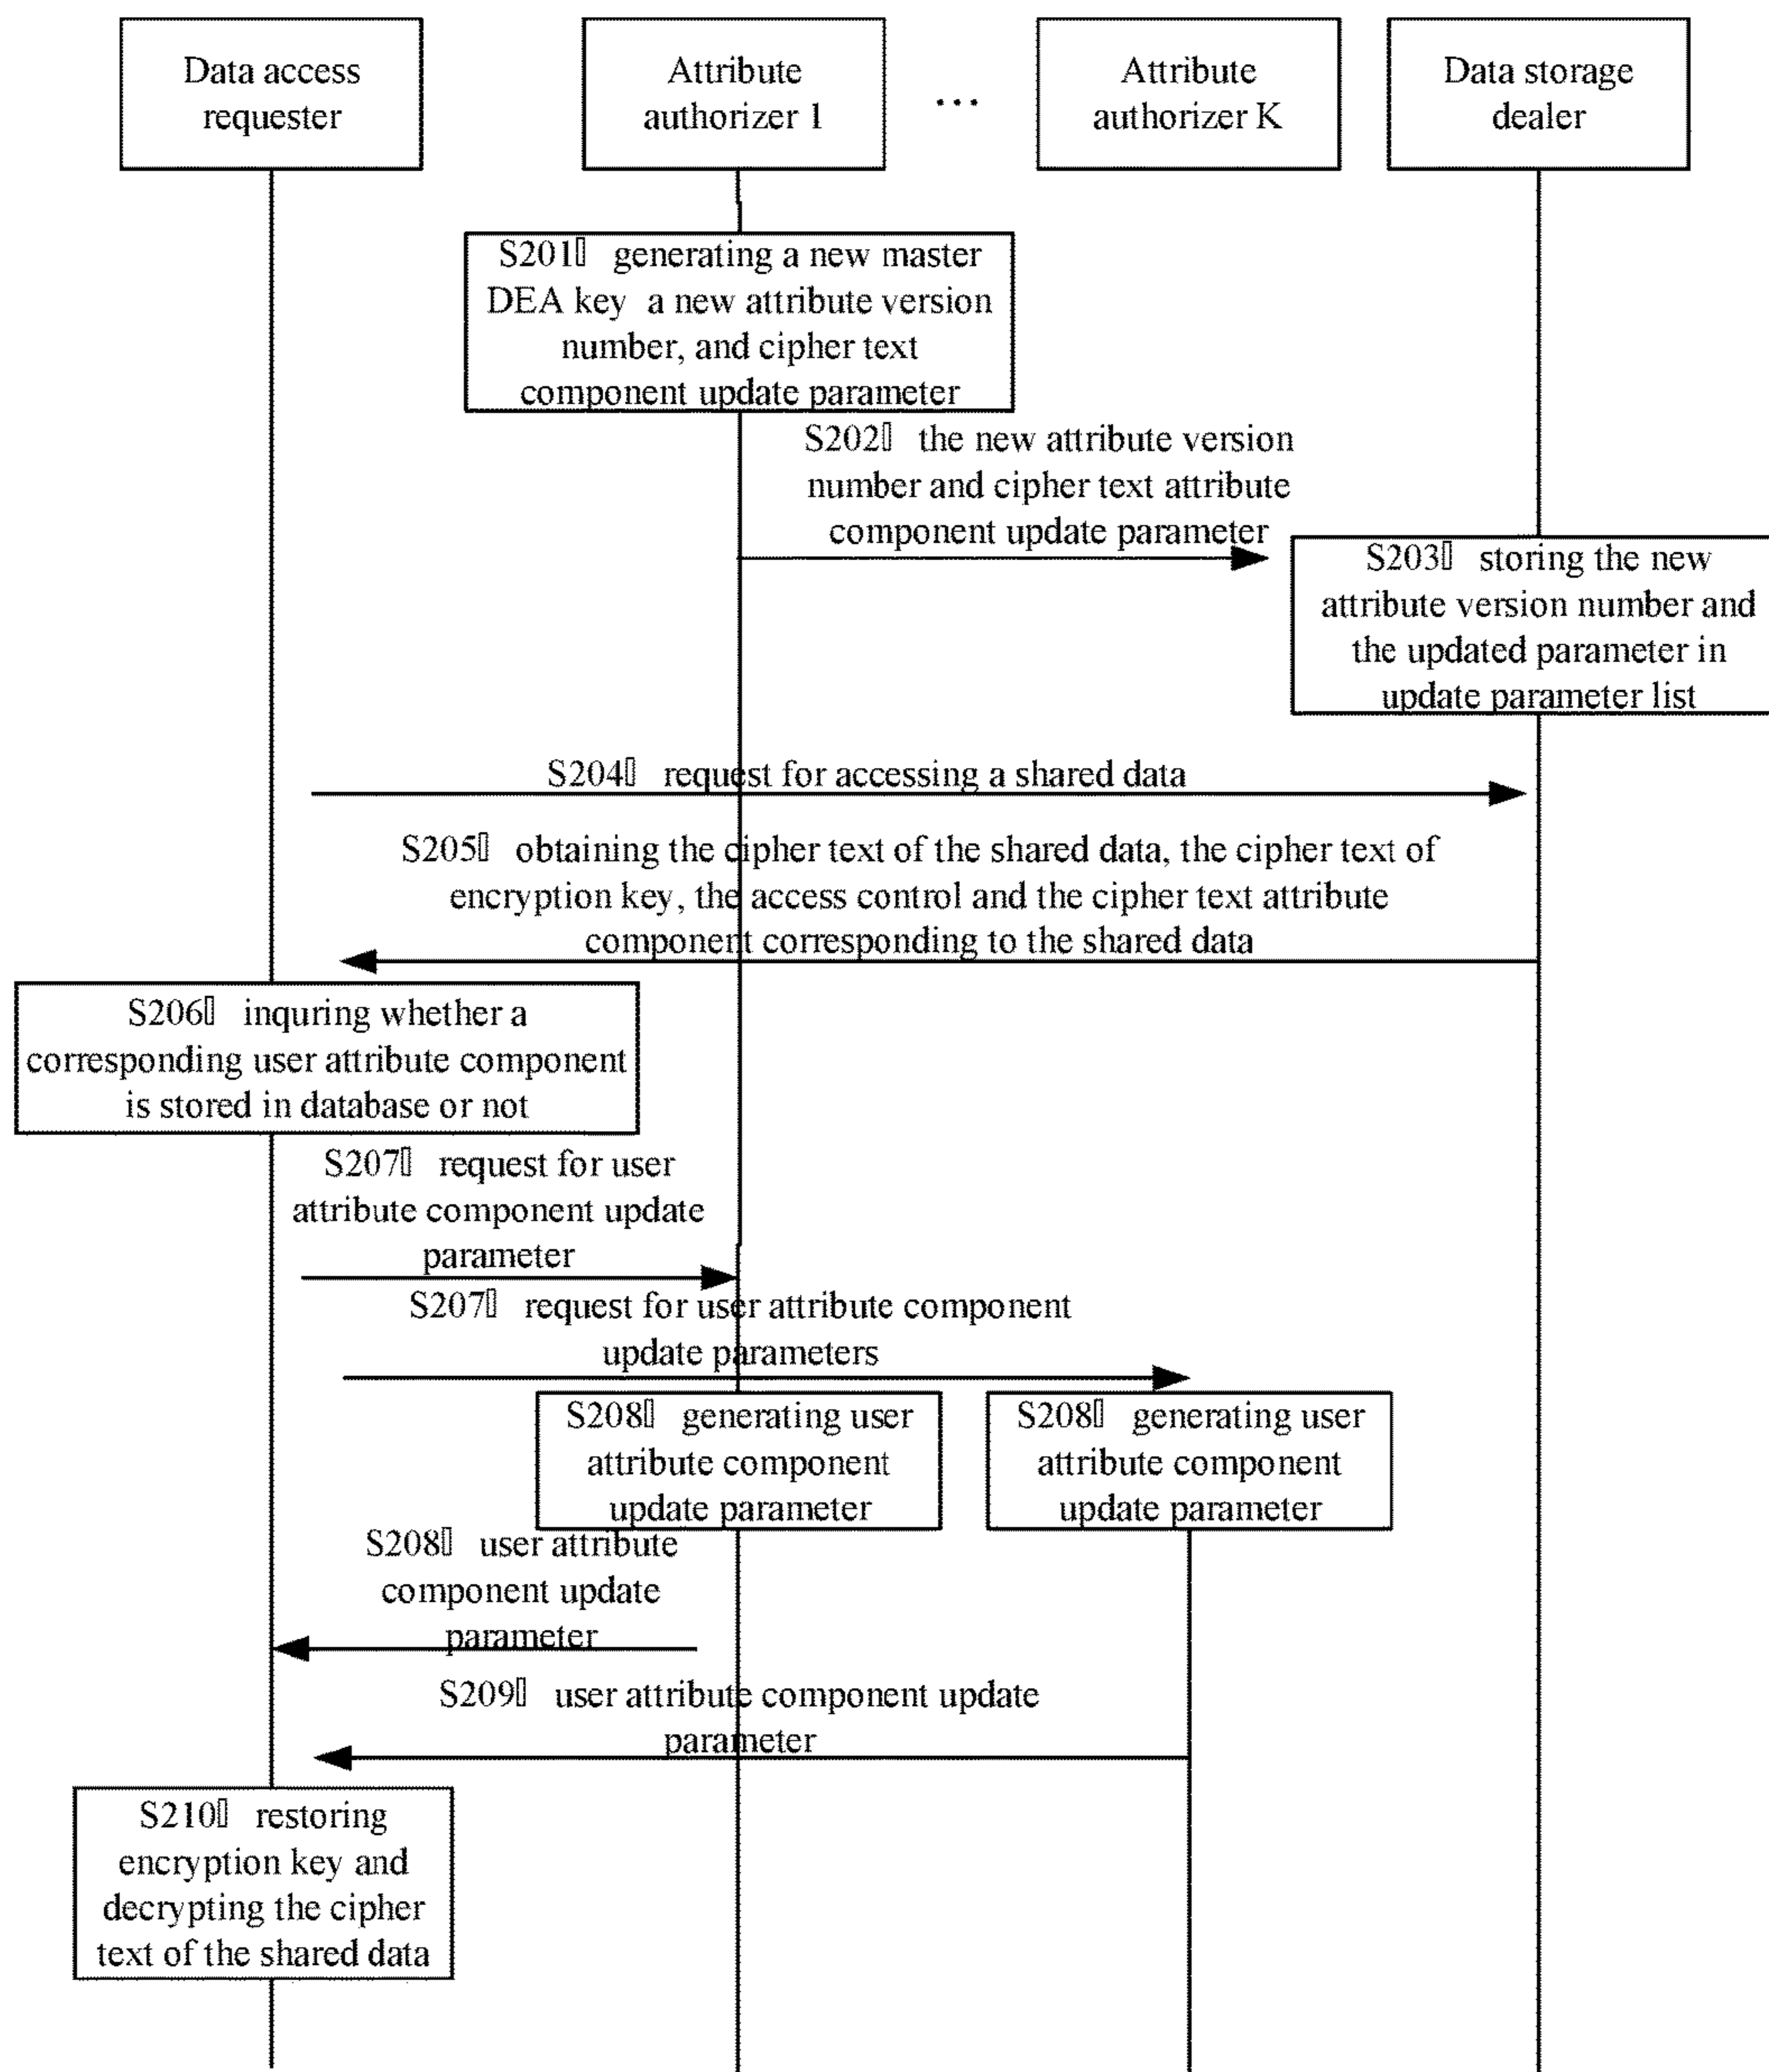 Data access
requester
Attribute
authorizer 1
...
Attribute
authorizer K
Data storage
dealer
S201▯ generating a new master
DEA key a new attribute version
number, and cipher text
component update parameter
S202▯ the new attribute version
number and cipher text attribute
component update parameter
S203▯ storing the new
attribute version number and
the updated parameter in
update parameter list
S204▯ request for accessing a shared data
S205▯ obtaining the cipher text of the shared data, the cipher text of
encryption key, the access control and the cipher text attribute
component corresponding to the shared data
S206▯ inquring whether a
corresponding user attribute component
is stored in database or not
S207▯ request for user
attribute component update
parameter
S207▯ request for user attribute component
update parameters
S208▯ generating user
attribute component
update parameter
S208▯ generating user
attribute component
update parameter
S208▯ user attribute
component update
parameter
S209▯ user attribute component update
parameter
S210▯ restoring
encryption key and
decrypting the cipher
text of the shared data